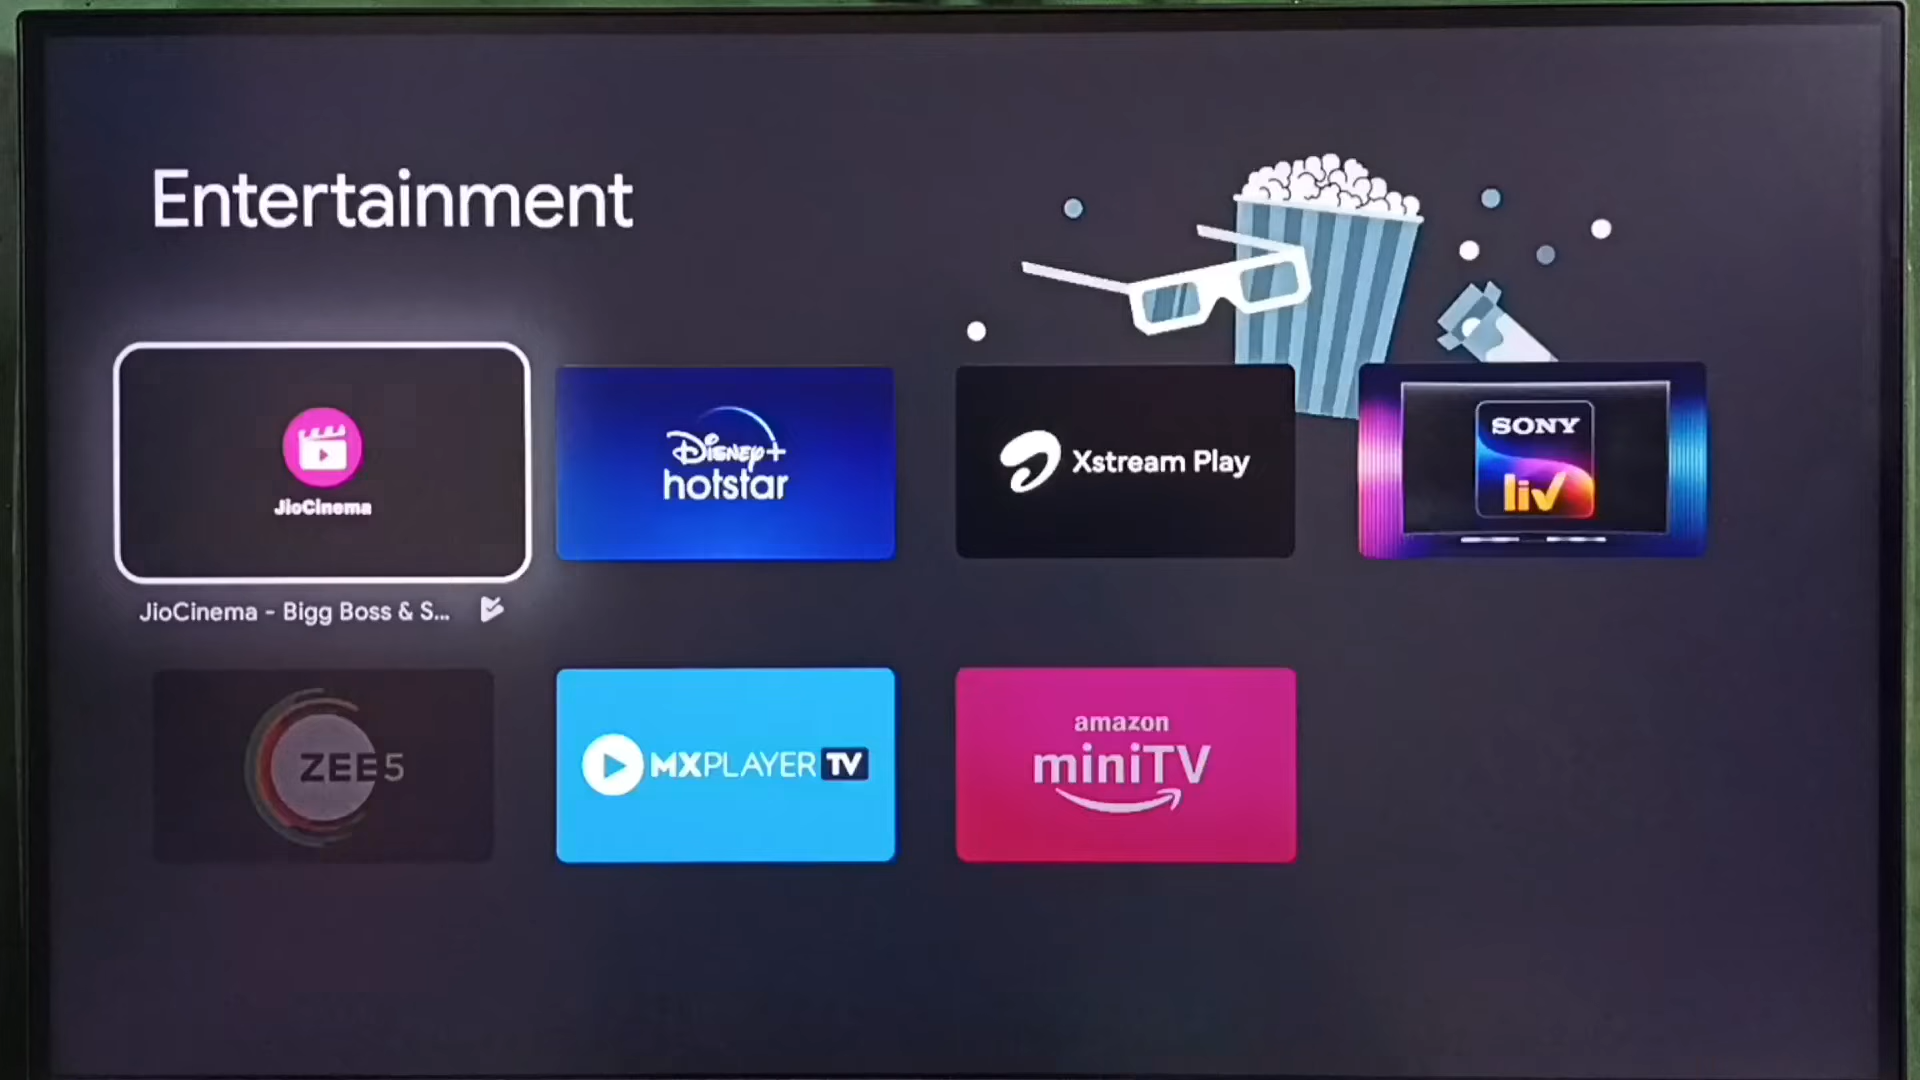 Entertainment
JioCinema
Disney+
hotstar
Xstream Play
SONY
liv
JioCinema - Bigg Boss & S...
ZEE5
MXPLAYER TV
amazon
miniTV